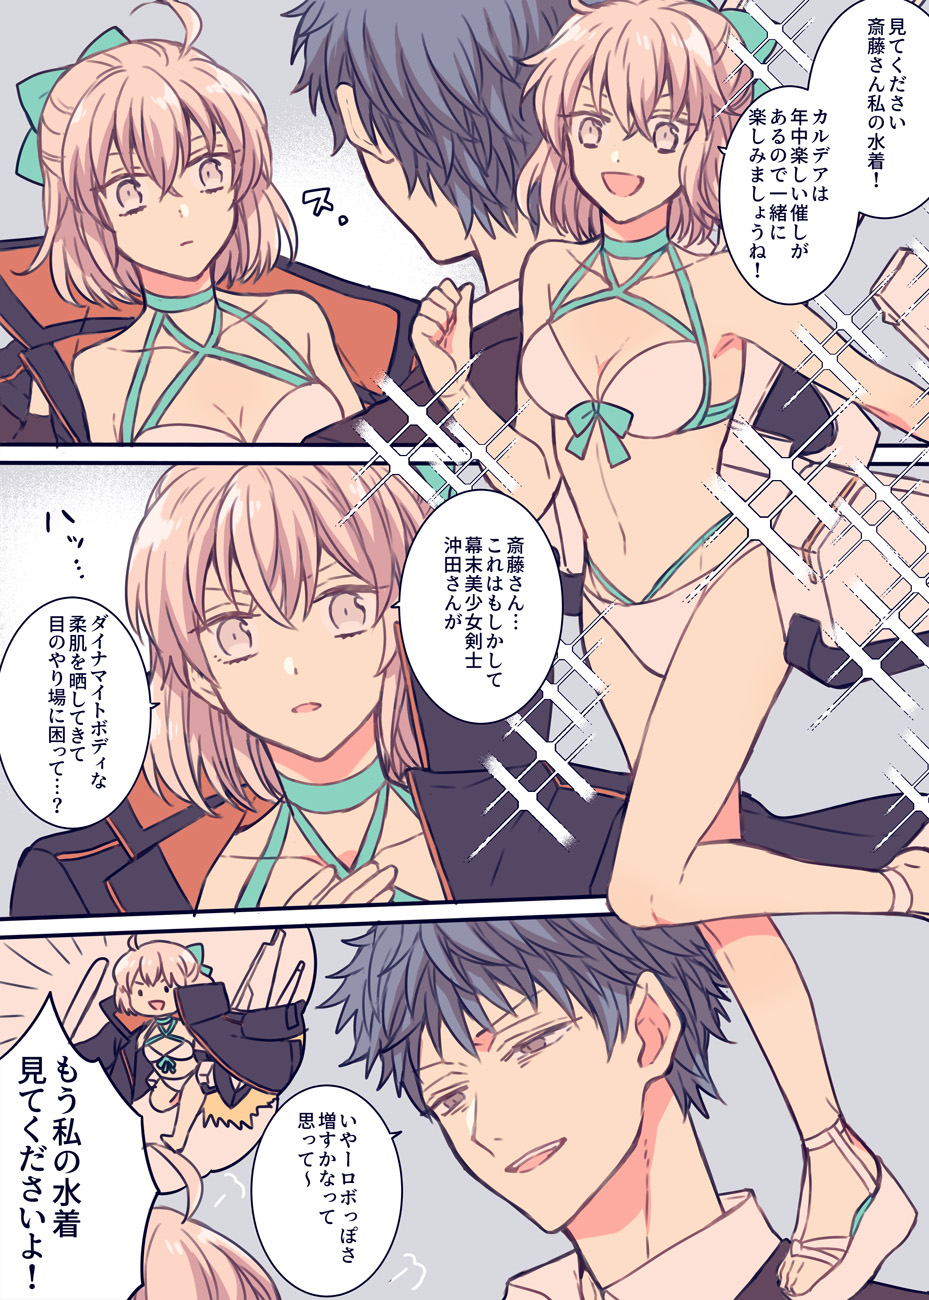 見てください
斎藤さん私の水着！
カルデアは
年中楽しい催しが
あるので一緒に
楽しみましょうね！
ス。
斎藤さん…
これはもしかして
幕末美少女剣士
沖田さんが
ハッ…
ダイナマイトボディな
柔肌を晒してきて
目のやり場に困って…？
いやーロボっぽさ
増すかなって
思って～
もう私の水着
見てくださいよ！